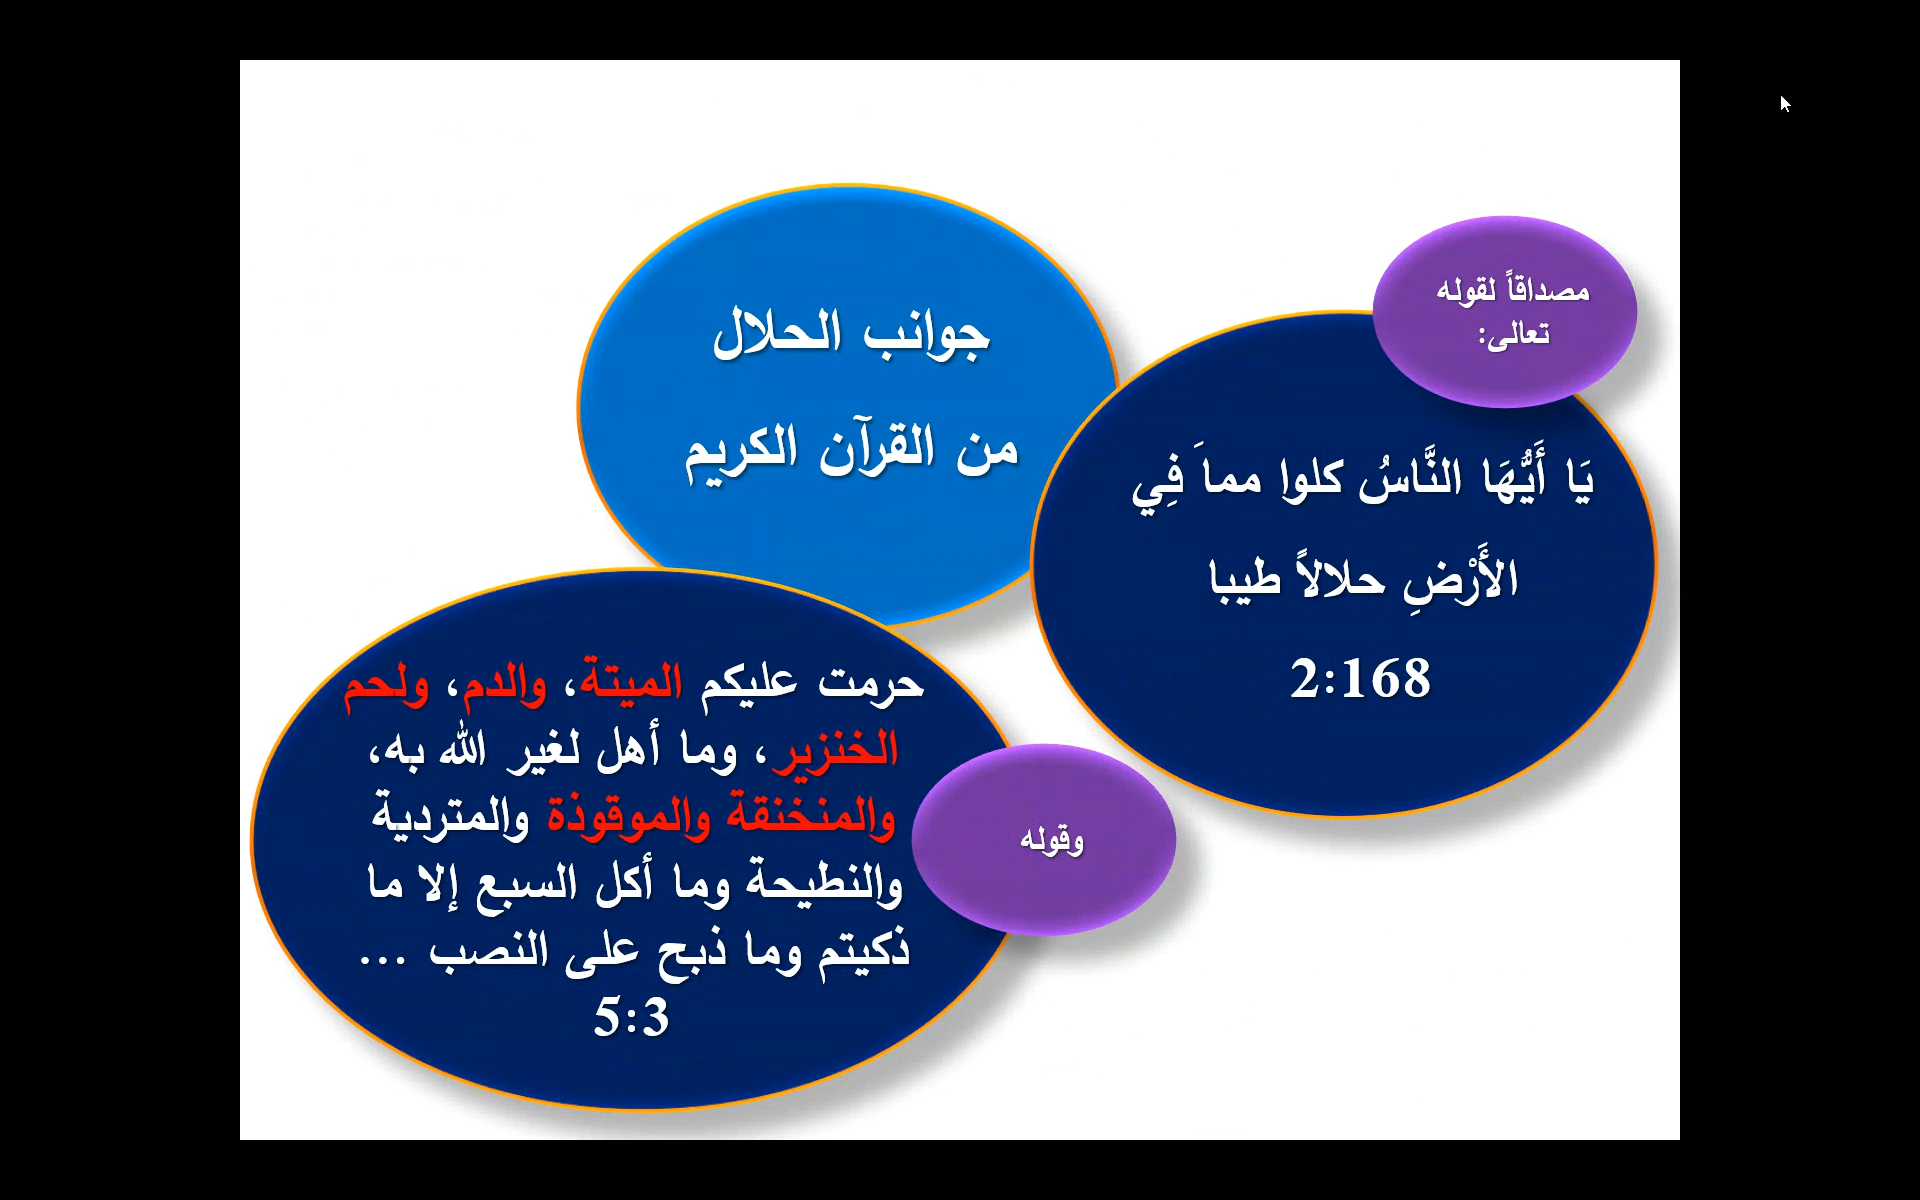 جوانب الحلال
من القرآن الكريم
مصداقاً لقوله
تعالى:
يَا أَيُّهَا النَّاسُ كلوا مماَ فِي
الأَرْضِ حلالاً طيبا
2:168
وقوله
حرمت عليكم الميتة، والدم، ولحم
الخنزير، وما أهل لغير الله به،
والمنخنقة والموقوذة والمتردية
والنطيحة وما أكل السبع إلا ما
ذكيتم وما ذبح على النصب ...
5:3